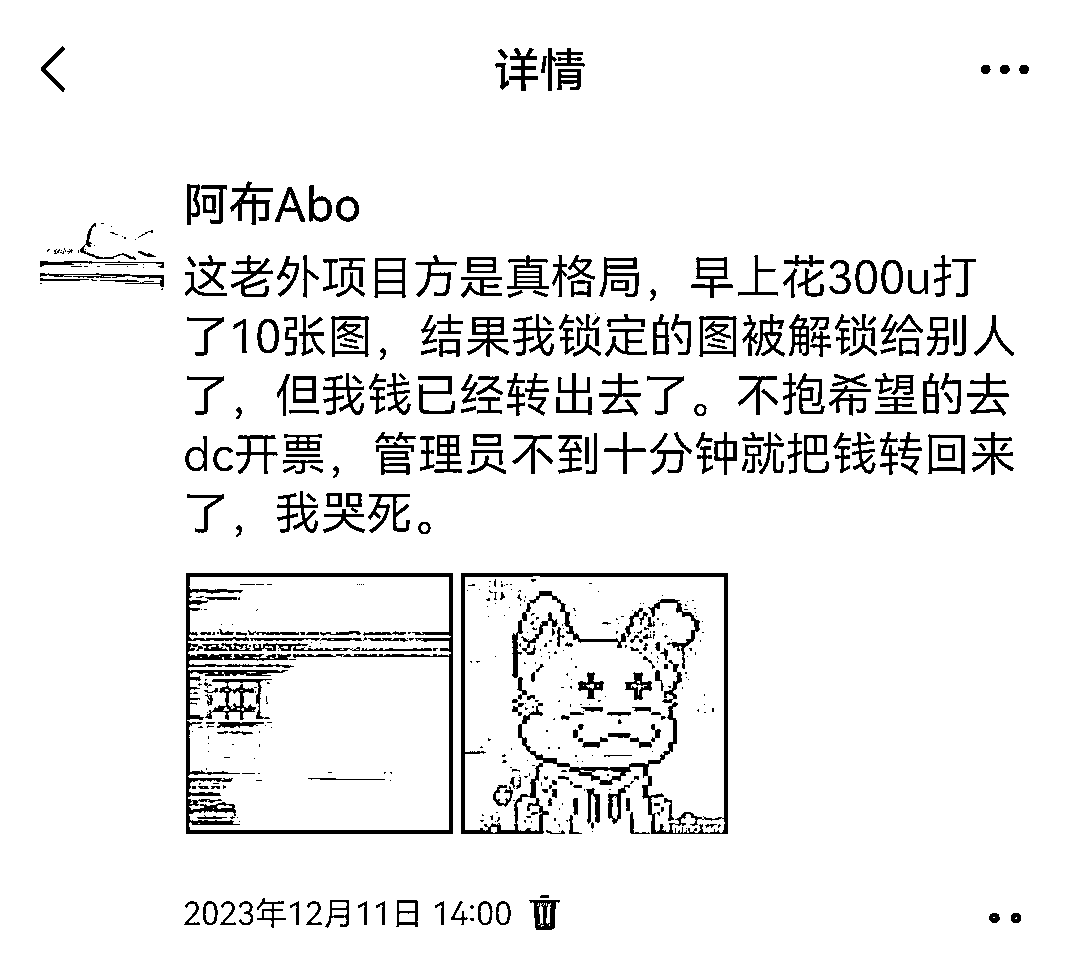 详情
阿布Abo
这老外项目方是真格局，早上花300u打
了10张图，结果我锁定的图被解锁给别人
了，但我钱已经转出去了。不抱希望的去
dc开票，管理员不到十分钟就把钱转回来
了，我哭死。
2023年12月11日 14:00